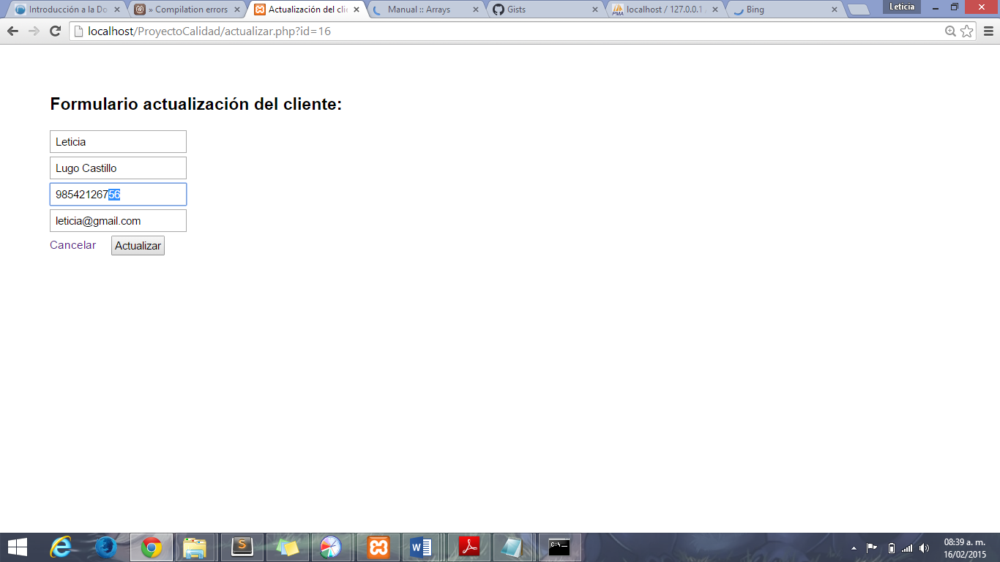 Introducción a la Do
» Compilation errors
Actualización del clie
Manual :: Arrays
Gists
localhost / 127.0.0.1
Bing
Leticia
localhost/ProyectoCalidad/actualizar.php?id=16
Formulario actualización del cliente:
Leticia
Lugo Castillo
98542126756
leticia@gmail.com
Cancelar
Actualizar
08:39 a. m.
16/02/2015